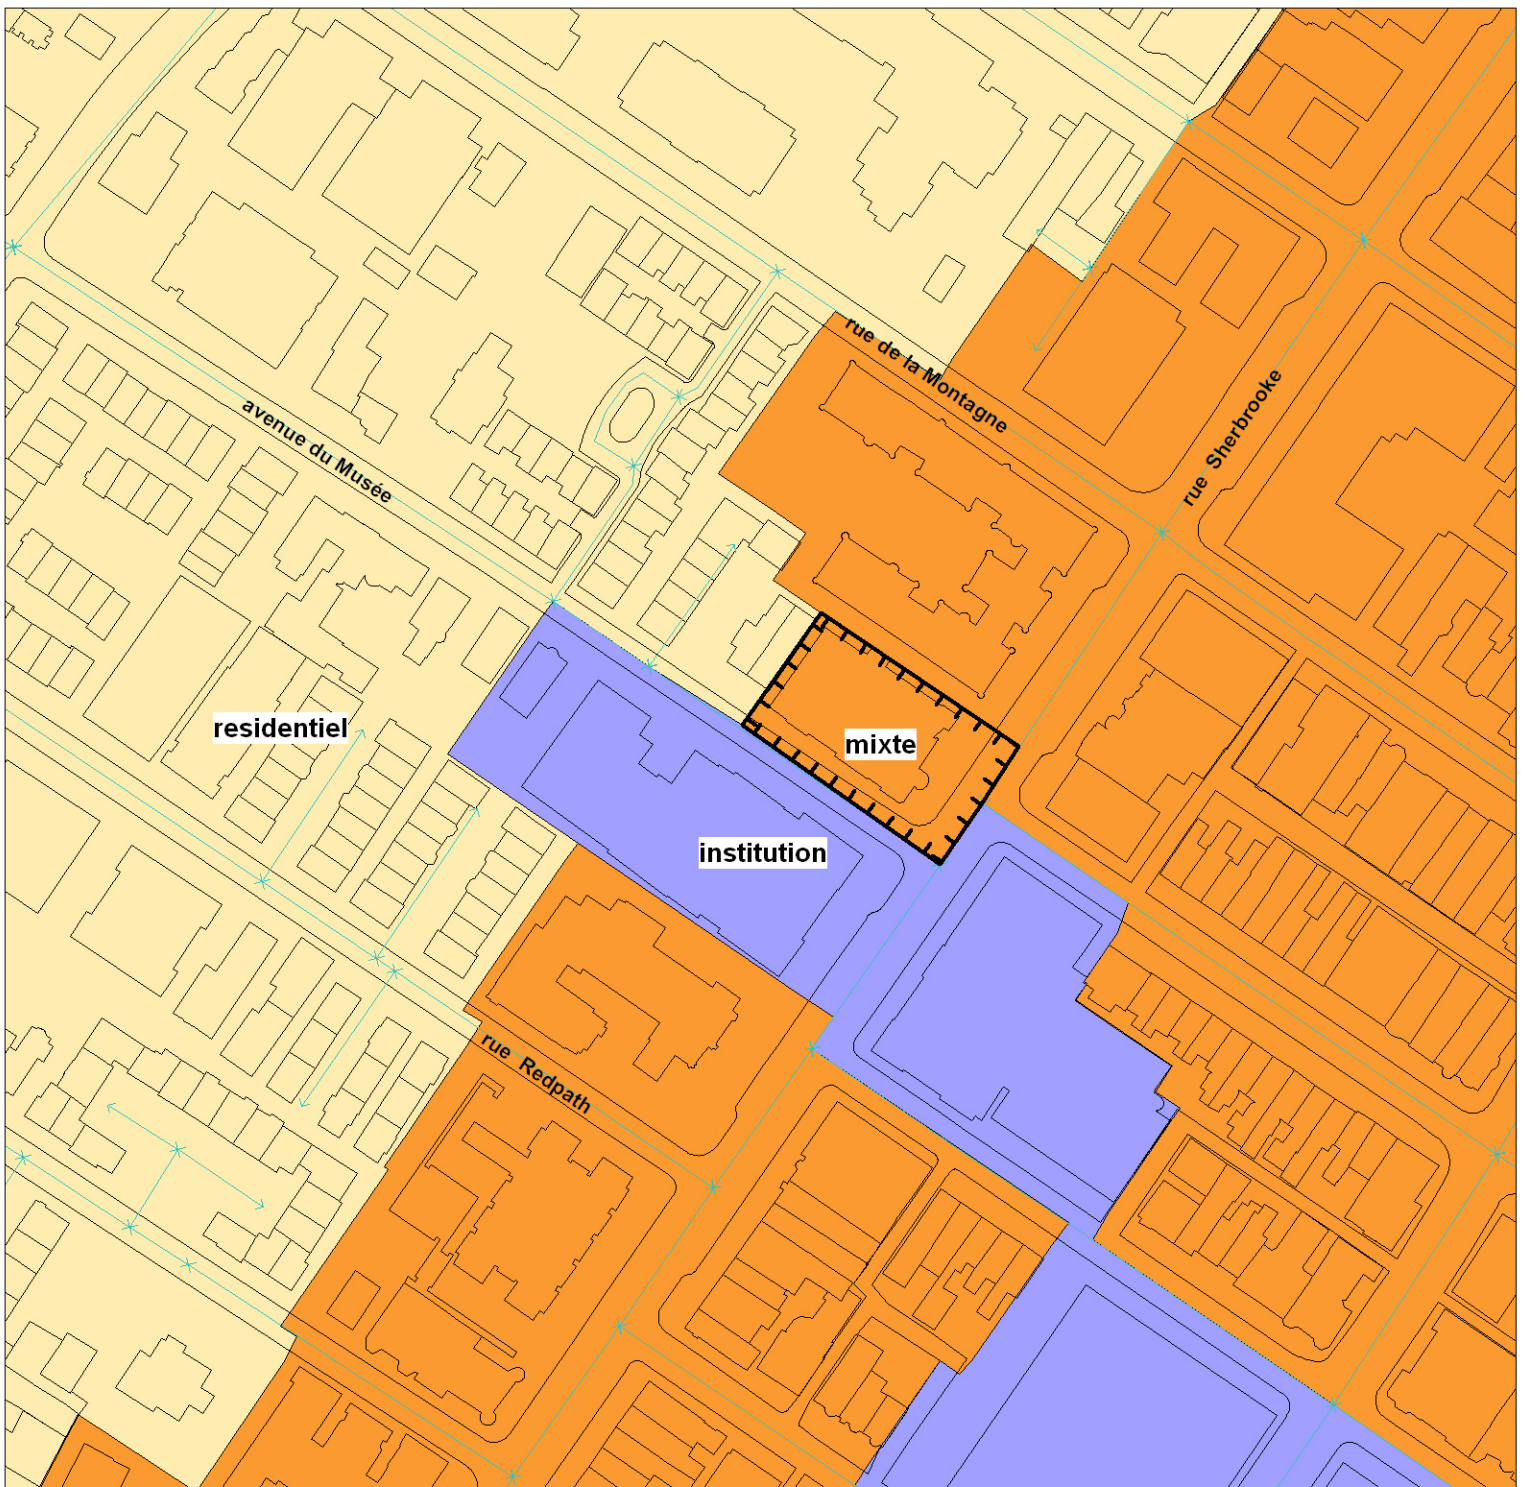 rue de la Montagne
rue Sherbrooke
avenue du Musée
residentiel
mixte
institution
rue Redpath